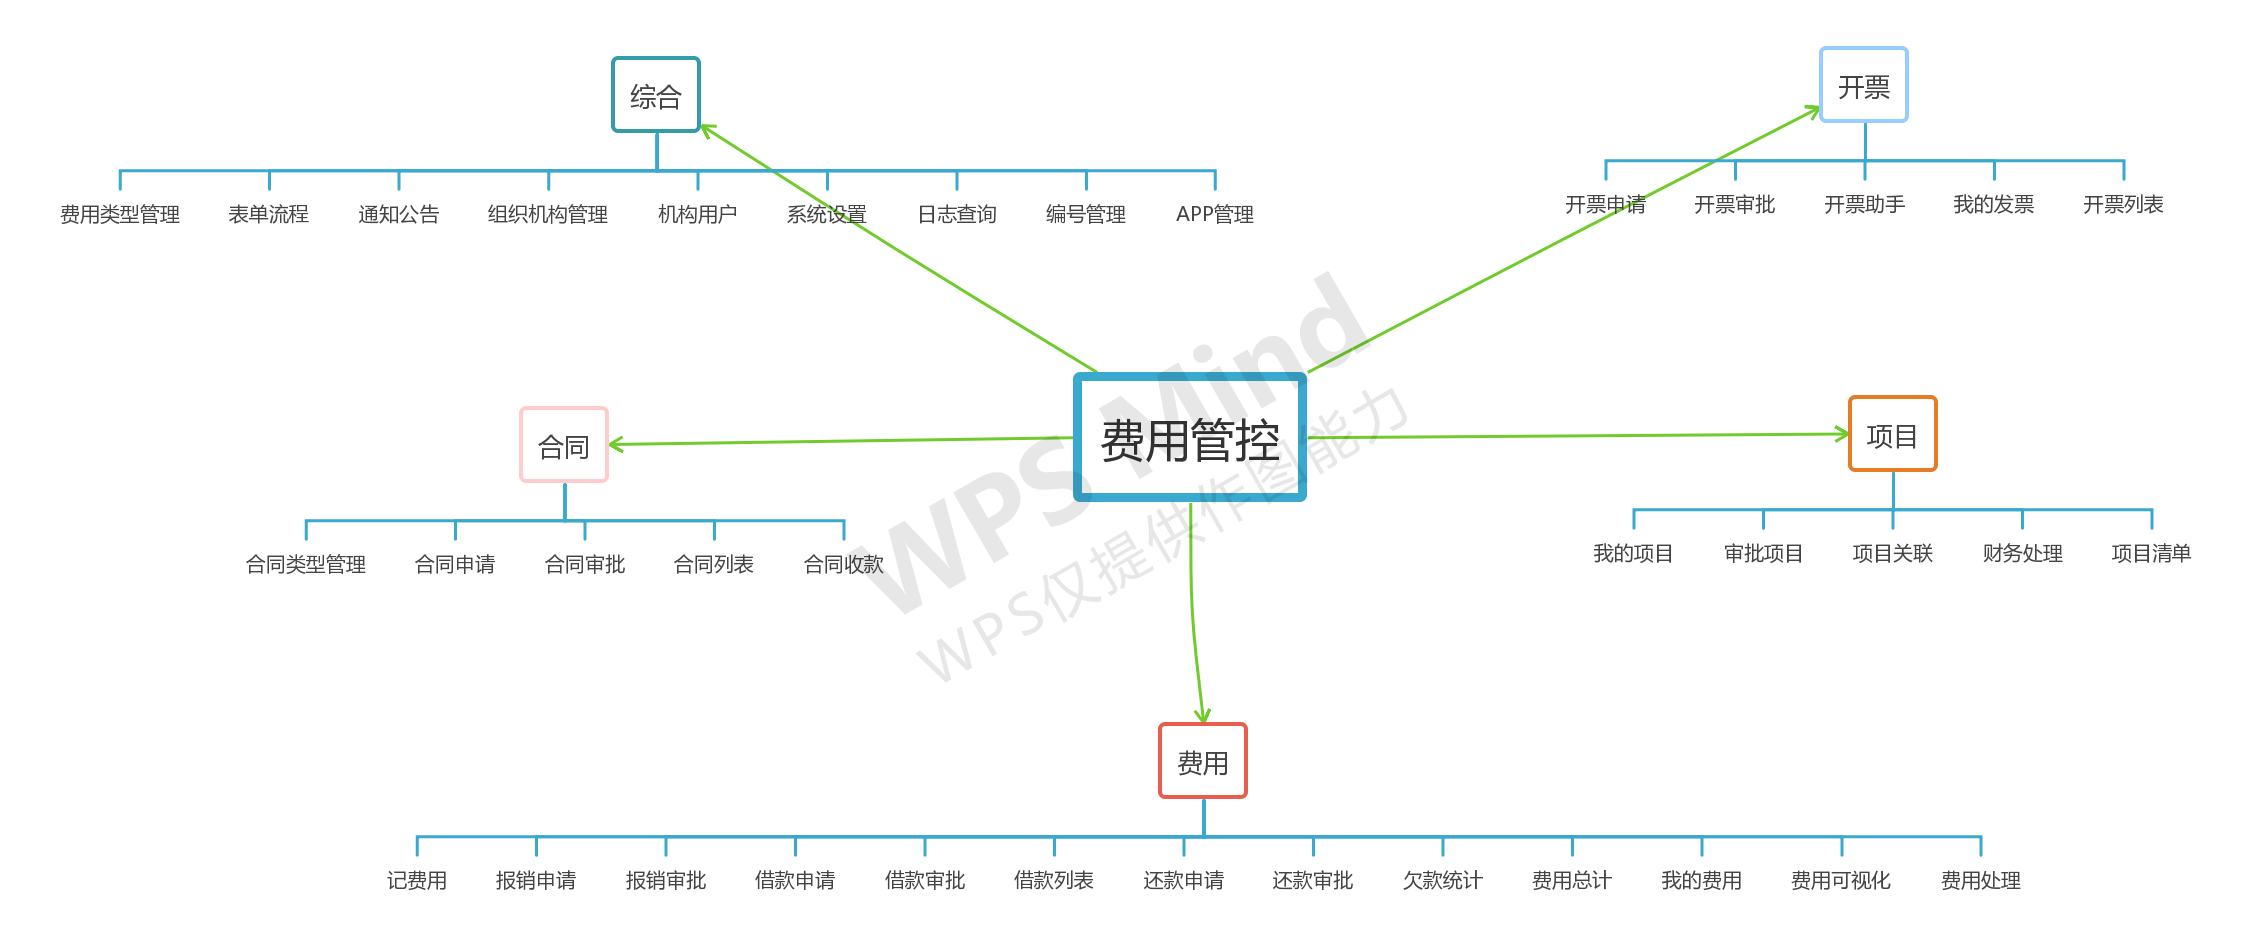 综合
费用类型管理
表单流程
通知公告
组织机构管理
机构用户
系统设置
日志查询
编号管理
APP管理
开票
开票申请
开票审批
开票助手
我的发票
开票列表
费用管控
合同
合同类型管理
合同申请
合同审批
合同列表
合同收款
项目
我的项目
审批项目
项目关联
财务处理
项目清单
费用
记费用
报销申请
报销审批
借款申请
借款审批
借款列表
还款申请
还款审批
欠款统计
费用总计
我的费用
费用可视化
费用处理
WPS Mind
WPS仅提供作图能力